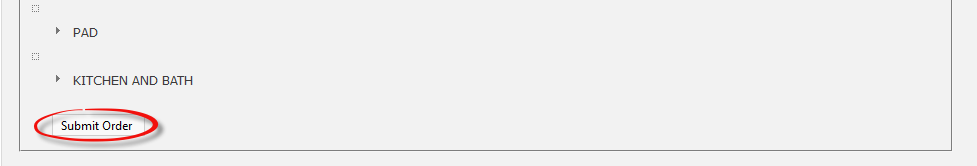 PAD
KITCHEN AND BATH
Submit Order